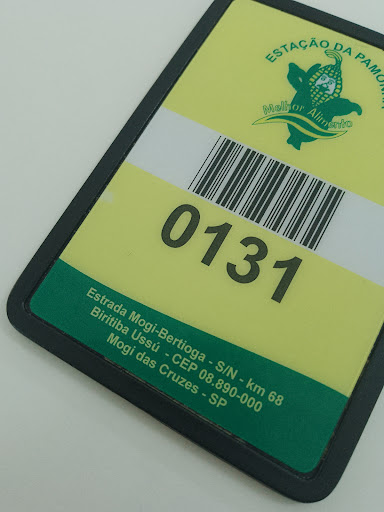 ESTAÇÃO DA PAMONHA
Melhor Alimento
0131
Estrada Mogi-Bertioga - S/N - km 68
Biritiba Ussú - CEP 08.890-000
Mogi das Cruzes - SP